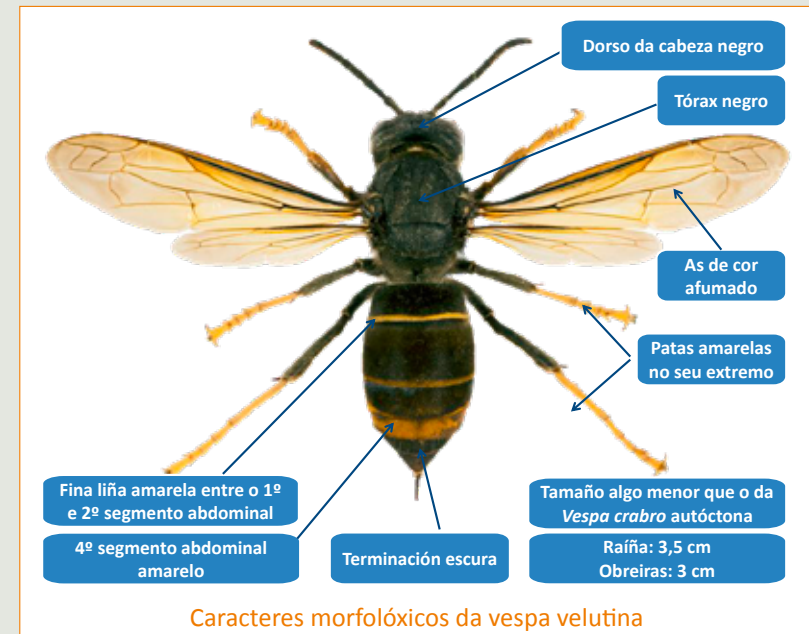 Dorso da cabeza negro
Tórax negro
As de cor
afumado
Patas amarelas
no seu extremo
Fina liña amarela entre o 1º
e 2º segmento abdominal
4º segmento abdominal
amarelo
Terminación escura
Tamaño algo menor que o da
Vespa crabro autóctona
Raíña: 3,5 cm
Obreiras: 3 cm
Caracteres morfolóxicos da vespa velutina